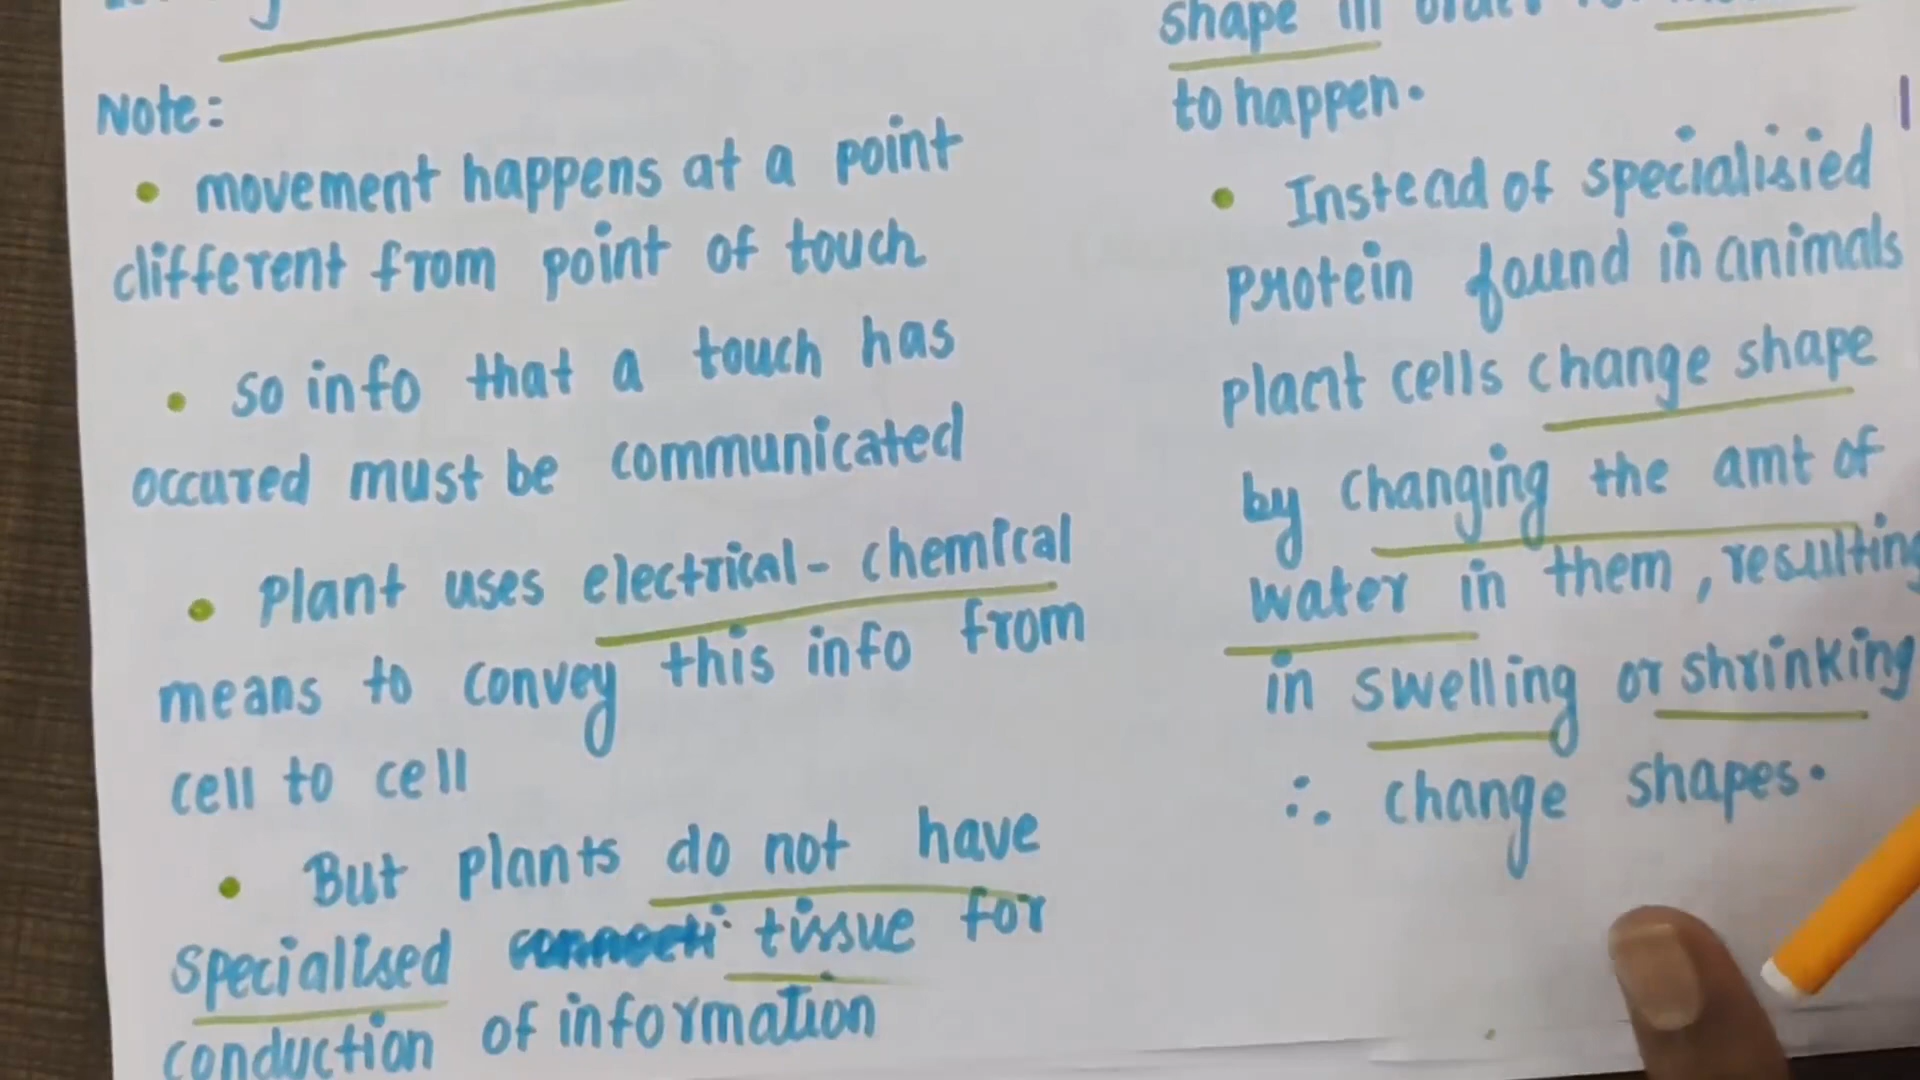 Note:
• movement happens at a point
different from point of touch
• So info that a touch has
occured must be communicated
• Plant uses electrical - chemical
means to convey this info from
cell to cell
• But plants do not have
specialised tissue for
conduction of information
shape in
to happen.
• Instead of specialisied
protein found in animals
plant cells change shape
by changing the amt of
water in them, resulting
in swelling or shrinking
∴ change shapes.